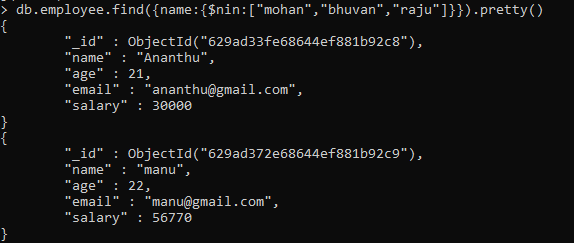 > db.employee.find({name:{$nin:["mohan","bhuvan","raju"]}}).pretty()
{
"_id" : ObjectId("629ad33fe68644ef881b92c8"),
"name" : "Ananthu",
"age" : 21,
"email" : "ananthu@gmail.com",
"salary" : 30000
}
{
"_id" : ObjectId("629ad372e68644ef881b92c9"),
"name" : "manu",
"age" : 22,
"email" : "manu@gmail.com",
"salary" : 56770
}